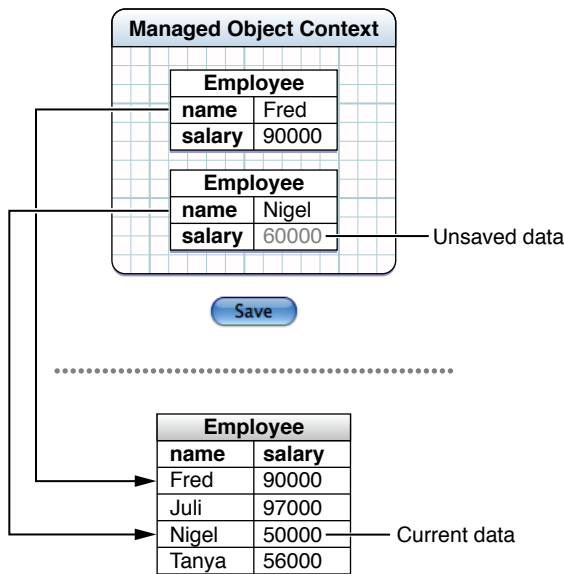 Managed Object Context
Employee
name Fred
salary 90000
Employee
name Nigel
salary 60000
Unsaved data
Save
Employee
name salary
Fred 90000
Juli 97000
Nigel 50000
Current data
Tanya 56000